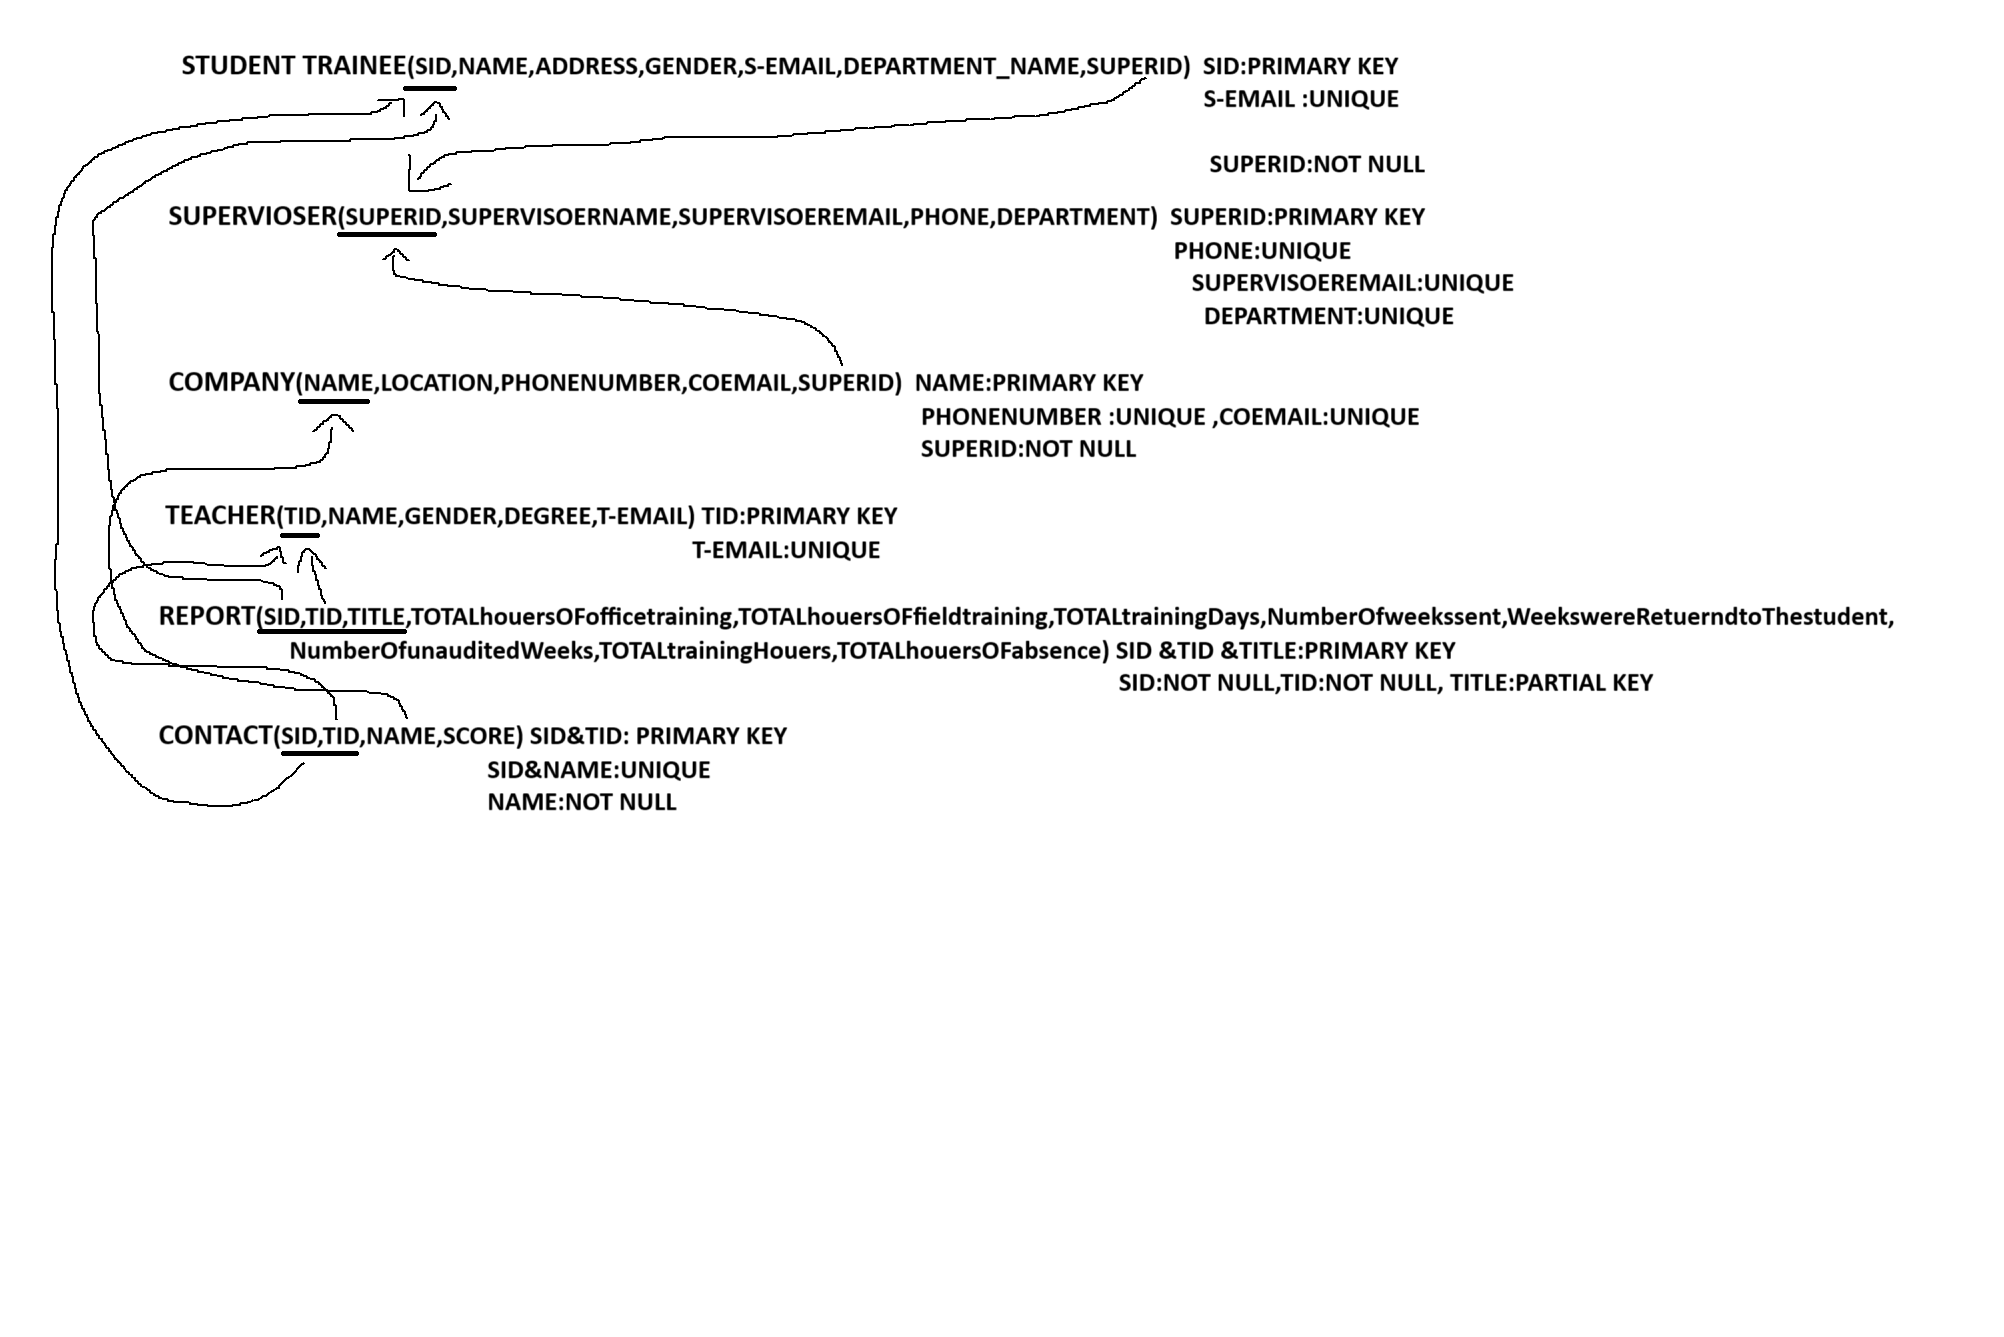 STUDENT TRAINEE(SID,NAME,ADDRESS,GENDER,S-EMAIL,DEPARTMENT_NAME,SUPERID) SID:PRIMARY KEY
S-EMAIL :UNIQUE
SUPERID:NOT NULL
SUPERVIOSER(SUPERID,SUPERVISOERNAME,SUPERVISOEREMAIL,PHONE,DEPARTMENT) SUPERID:PRIMARY KEY
PHONE:UNIQUE
SUPERVISOEREMAIL:UNIQUE
DEPARTMENT:UNIQUE
COMPANY(NAME,LOCATION,PHONENUMBER,COEMAIL,SUPERID) NAME:PRIMARY KEY
PHONENUMBER :UNIQUE ,COEMAIL:UNIQUE
SUPERID:NOT NULL
TEACHER(TID,NAME,GENDER,DEGREE,T-EMAIL) TID:PRIMARY KEY
T-EMAIL:UNIQUE
REPORT(SID,TID,TITLE,TOTALhouersOFofficetraining,TOTALhouersOFfieldtraining,TOTALtrainingDays,NumberOfweekssent,WeekswereRetuerndtoThestudent,
NumberOfunauditedWeeks,TOTALtrainingHouers,TOTALhouersOFabsence) SID &TID &TITLE:PRIMARY KEY
SID:NOT NULL,TID:NOT NULL, TITLE:PARTIAL KEY
CONTACT(SID,TID,NAME,SCORE) SID&TID: PRIMARY KEY
SID&NAME:UNIQUE
NAME:NOT NULL